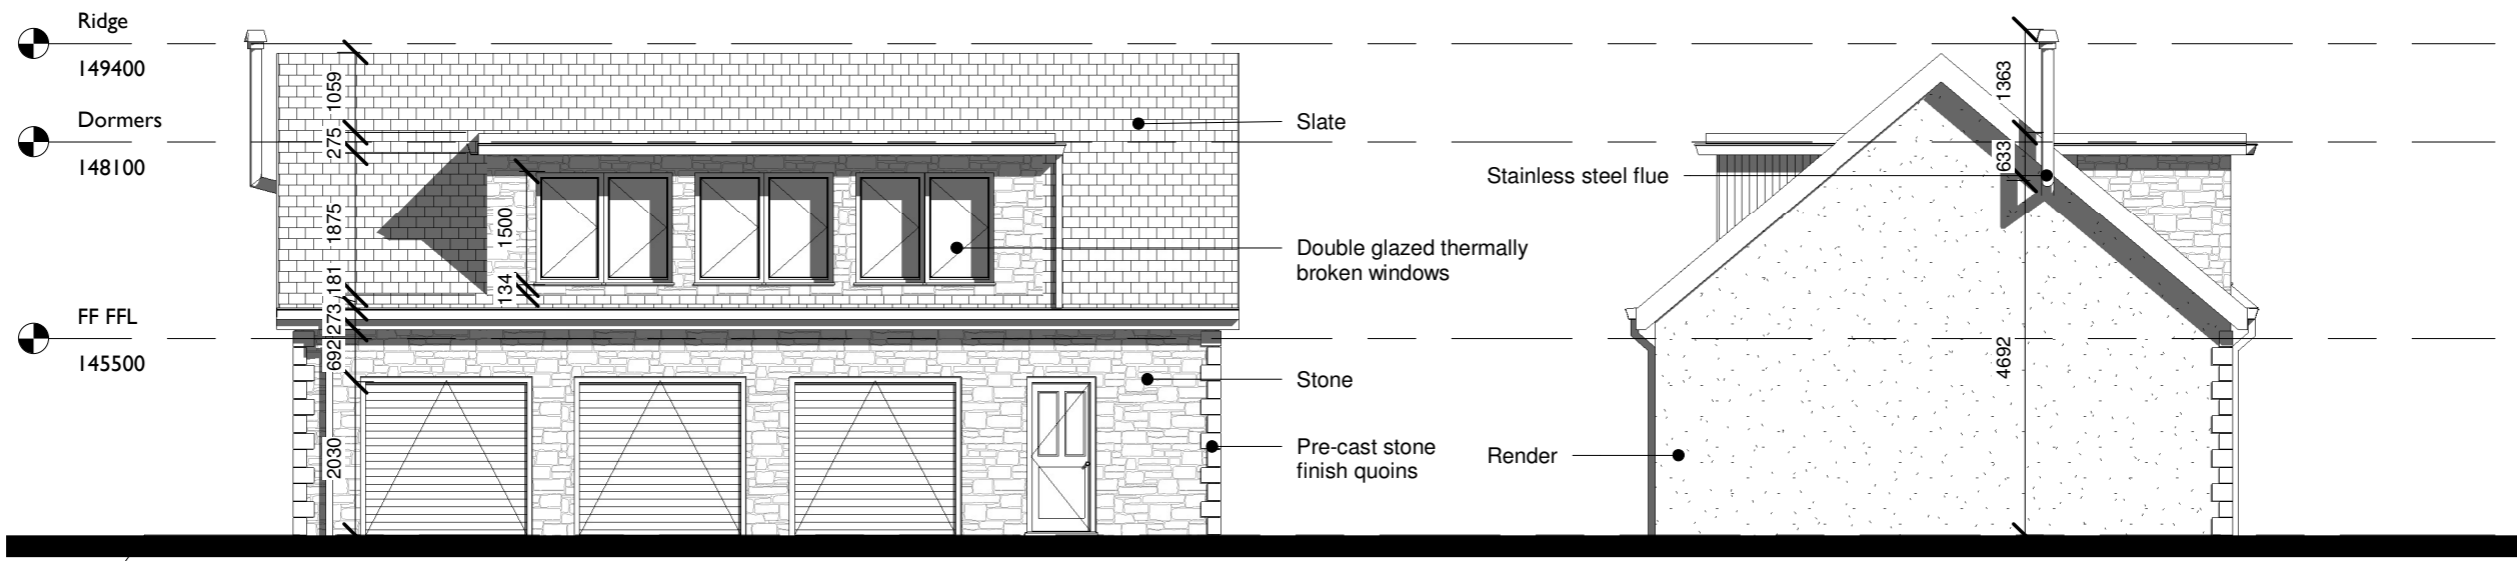 Ridge
149400
Dormers
148100
FF FFL
145500
1059
275
1875
181
273
692
2030
1500
134
Slate
Double glazed thermally
broken windows
Stone
Pre-cast stone
finish quoins
Stainless steel flue
Render
1363
633
4692